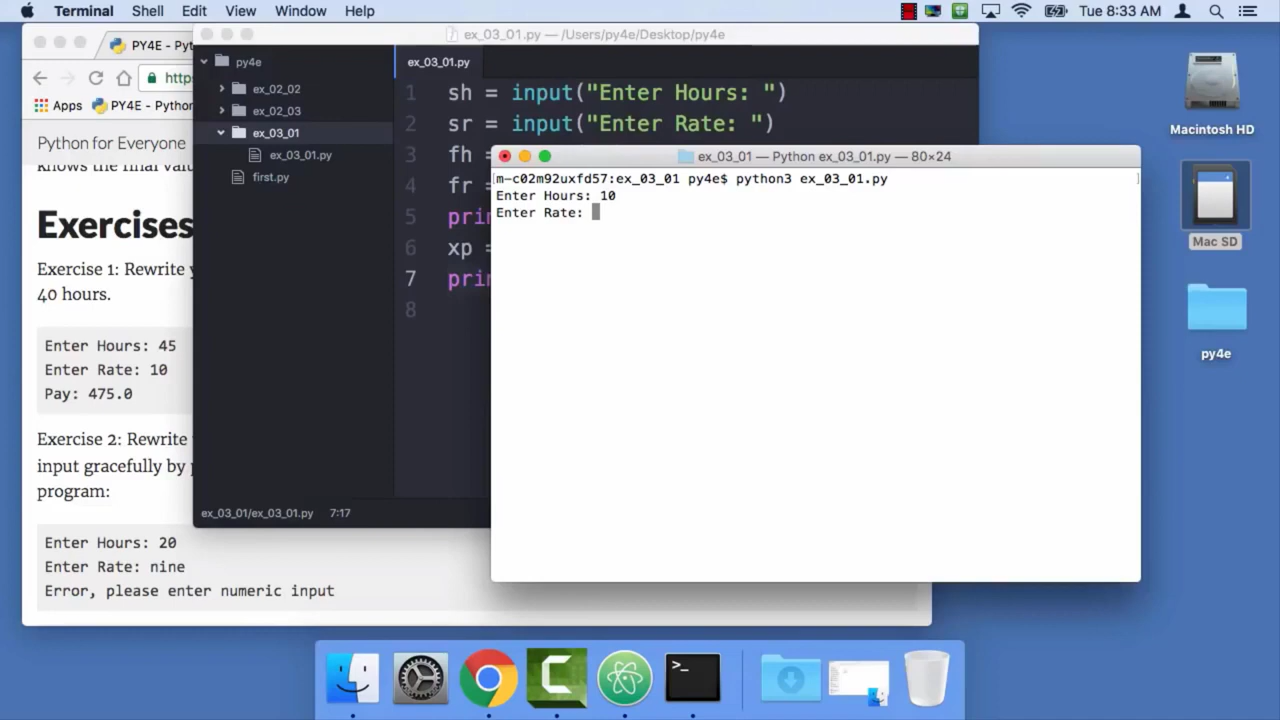 Terminal Shell Edit View Window Help
Tue 8:33 AM
PY4E - Pyt
https
Apps PY4E - Python
Python for Everyone
knows the final valu
Exercises
Exercise 1: Rewrite y
40 hours.
Enter Hours: 45
Enter Rate: 10
Pay: 475.0
Exercise 2: Rewrite
input gracefully by p
program:
Enter Hours: 20
Enter Rate: nine
Error, please enter numeric input
ex_03_01.py — /Users/py4e/Desktop/py4e
py4e
ex_02_02
ex_02_03
ex_03_01
ex_03_01.py
first.py
ex_03_01/ex_03_01.py 7:17
ex_03_01.py
1 sh = input("Enter Hours: ")
2 sr = input("Enter Rate: ")
3 fh =
4 fr =
5 prin
6 xp =
7 prin
8
ex_03_01 — Python ex_03_01.py — 80×24
m-c02m92uxfd57:ex_03_01 py4e$ python3 ex_03_01.py
Enter Hours: 10
Enter Rate:
Macintosh HD
Mac SD
py4e